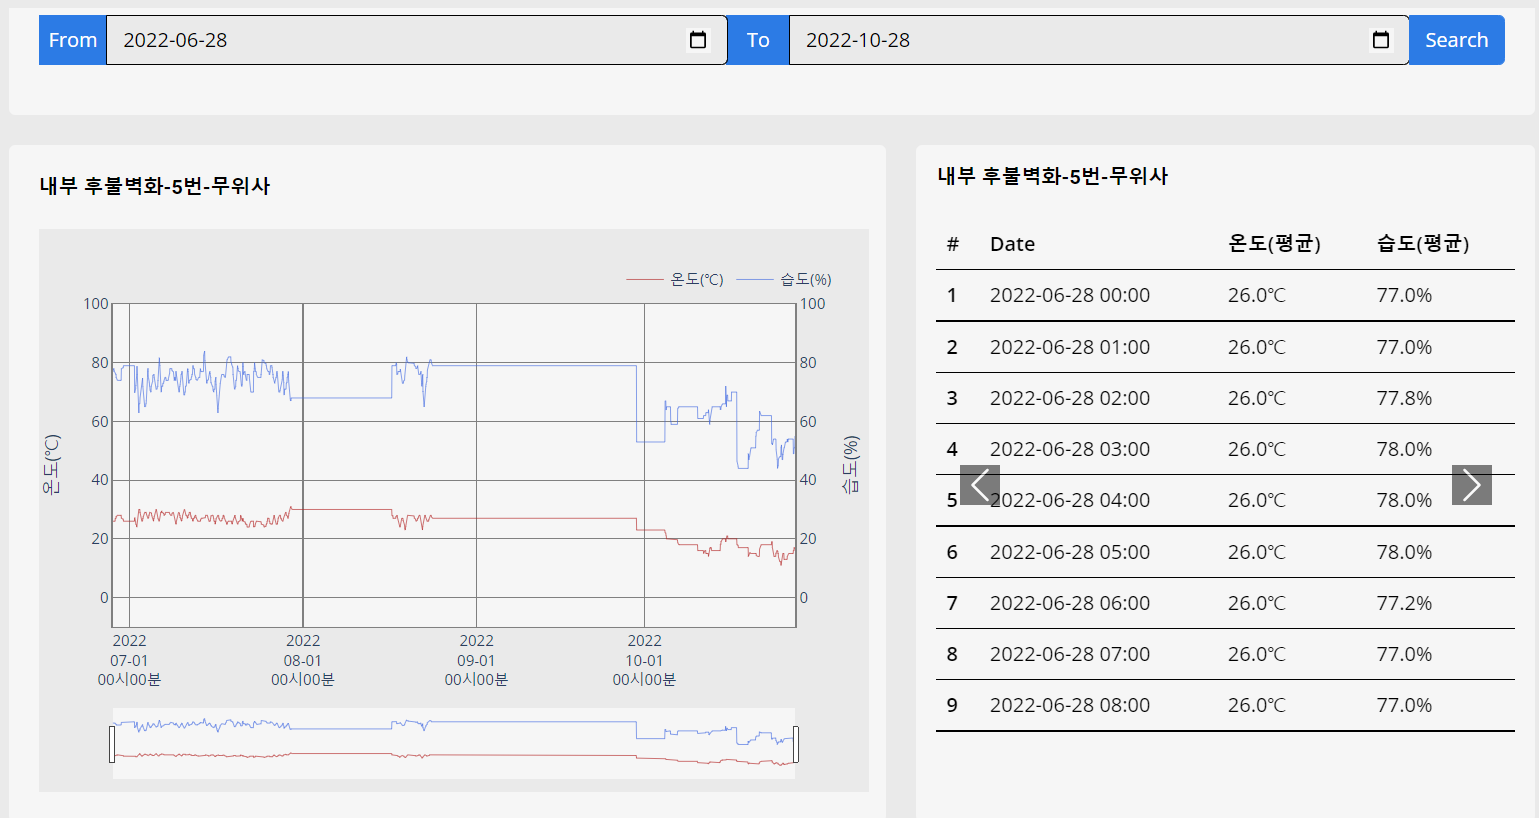 From 2022-06-28 To 2022-10-28 Search
내부 후불벽화-5번-무위사
온도(℃) 습도(%)
100 100
80 80
60 60
40 40
20 20
0 0
온도(℃)
습도(%)
2022 2022 2022 2022
07-01 08-01 09-01 10-01
00시00분 00시00분 00시00분 00시00분
내부 후불벽화-5번-무위사
# Date 온도(평균) 습도(평균)
1 2022-06-28 00:00 26.0℃ 77.0%
2 2022-06-28 01:00 26.0℃ 77.0%
3 2022-06-28 02:00 26.0℃ 77.8%
4 2022-06-28 03:00 26.0℃ 78.0%
5 2022-06-28 04:00 26.0℃ 78.0%
6 2022-06-28 05:00 26.0℃ 78.0%
7 2022-06-28 06:00 26.0℃ 77.2%
8 2022-06-28 07:00 26.0℃ 77.0%
9 2022-06-28 08:00 26.0℃ 77.0%